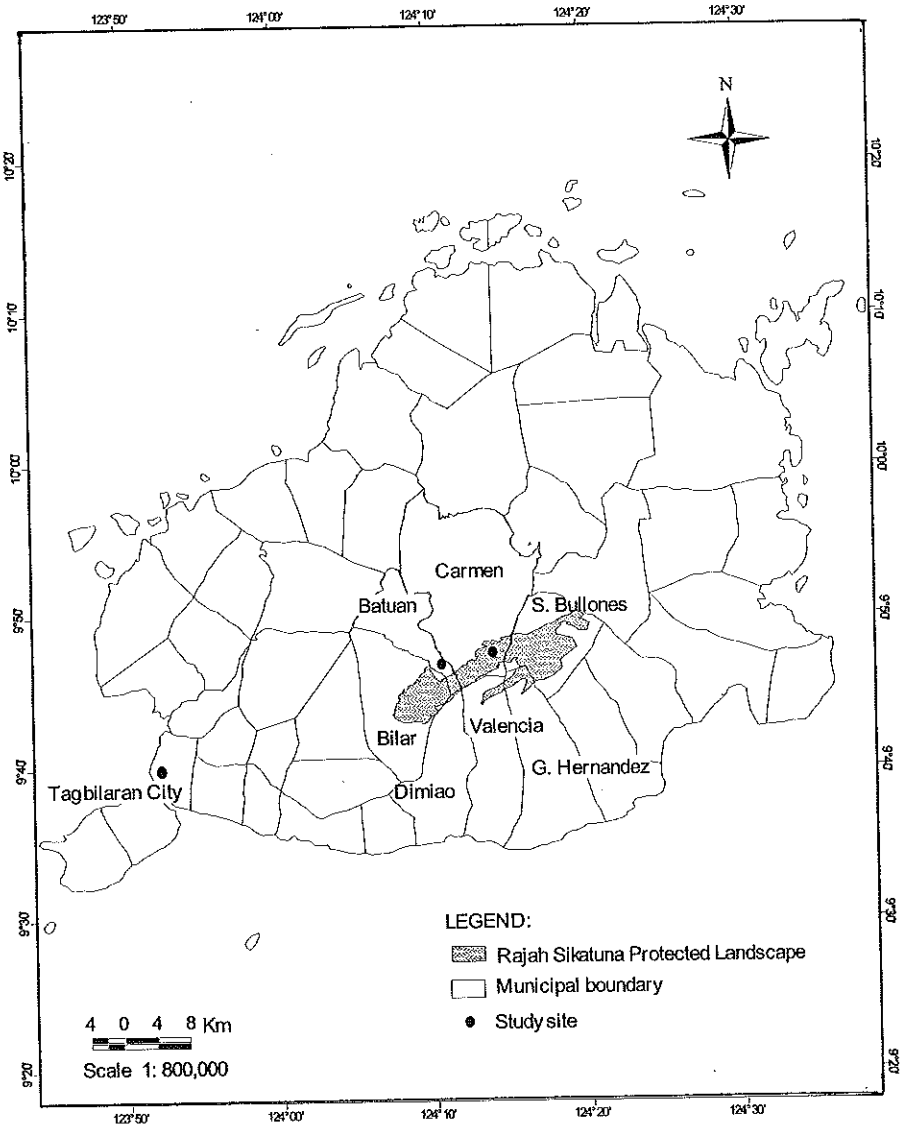 123°50'
124°00'
124°10'
124°20'
124°30'
N
10°20'
10°20'
10°10'
10°10'
10°00'
10°00'
Carmen
Batuan
S. Bullones
9°50'
9°50'
Bilar
Valencia
9°40'
9°40'
G. Hernandez
Tagbilaran City
Dimiao
9°30'
9°30'
LEGEND:
Rajah Sikatuna Protected Landscape
Municipal boundary
Study site
4 0 4 8 Km
Scale 1: 800,000
9°20'
9°20'
123°50'
124°00'
124°10'
124°20'
124°30'